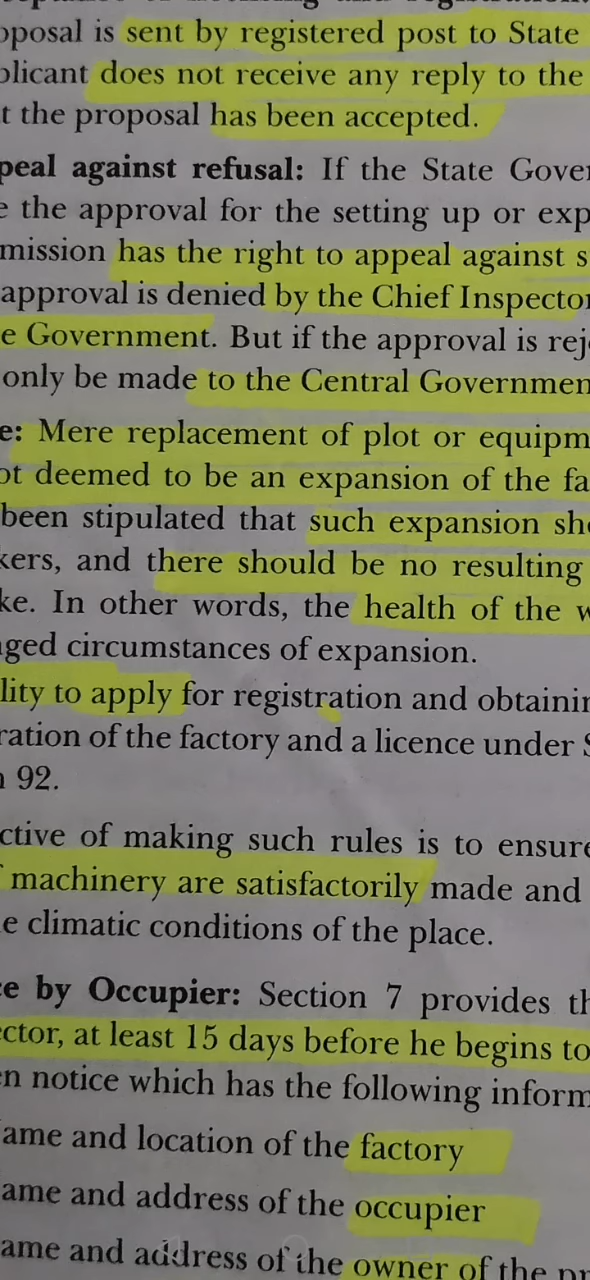 oposal is sent by registered post to State
plicant does not receive any reply to the
t the proposal has been accepted.
peal against refusal: If the State Gover
e the approval for the setting up or exp
mission has the right to appeal against s
approval is denied by the Chief Inspector
e Government. But if the approval is rej
only be made to the Central Governmen
e: Mere replacement of plot or equipm
ot deemed to be an expansion of the fa
been stipulated that such expansion sh
kers, and there should be no resulting
ke. In other words, the health of the w
ged circumstances of expansion.
lity to apply for registration and obtainin
ration of the factory and a licence under S
n 92.
ctive of making such rules is to ensure
f machinery are satisfactorily made and
e climatic conditions of the place.
ce by Occupier: Section 7 provides th
ector, at least 15 days before he begins to
en notice which has the following inform
ame and location of the factory
ame and address of the occupier
ame and address of the owner of the pr